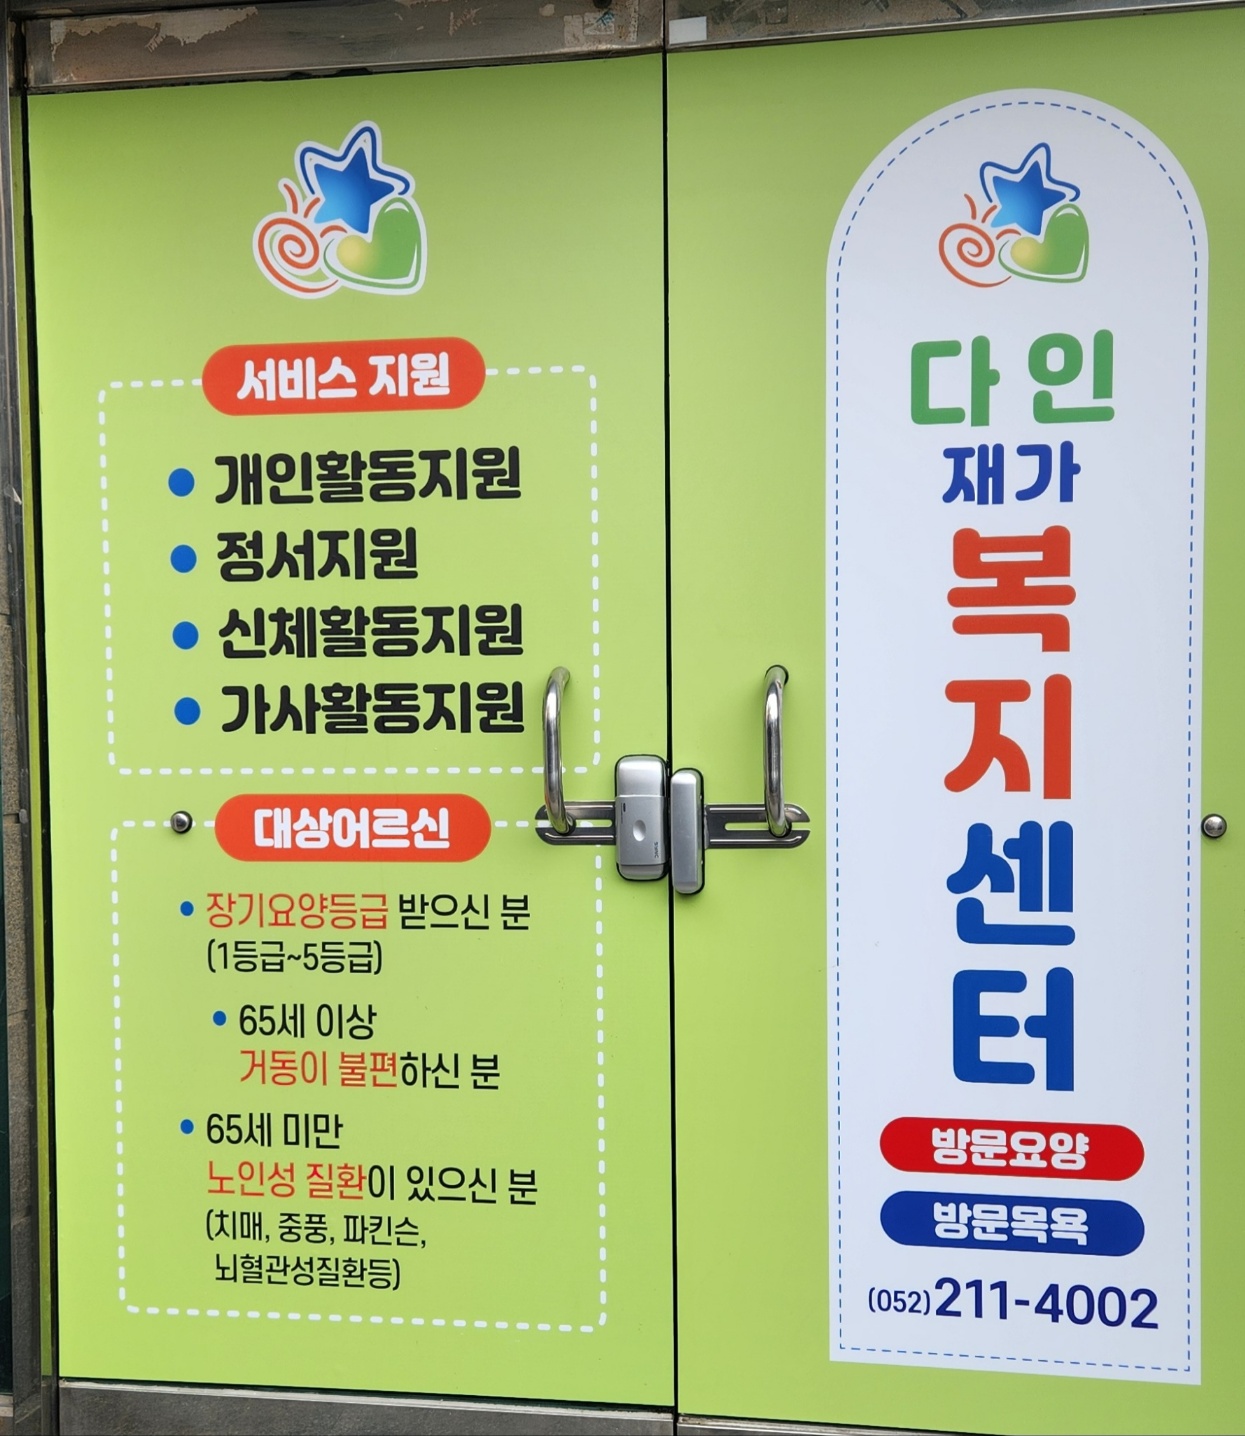 서비스 지원
개인활동지원
정서지원
신체활동지원
가사활동지원
대상어르신
장기요양등급 받으신 분
(1등급~5등급)
65세 이상
거동이 불편하신 분
65세 미만
노인성 질환이 있으신 분
(치매, 중풍, 파킨슨,
뇌혈관성질환등)
다인
재가
복
지
센
터
방문요양
방문목욕
(052)211-4002